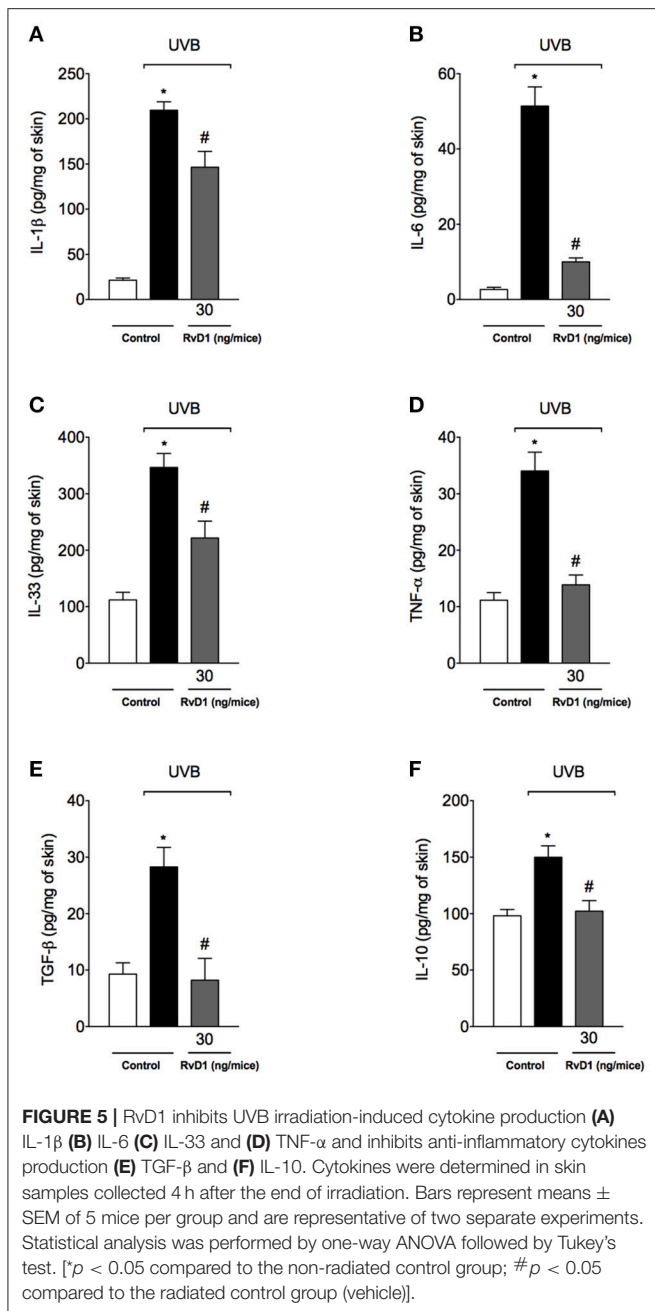 A
UVB
250
200
150
100
50
0
IL-1β (pg/mg of skin)
*
#
30
Control
RvD1 (ng/mice)
B
UVB
60
40
20
0
IL-6 (pg/mg of skin)
*
#
30
Control
RvD1 (ng/mice)
C
UVB
400
300
200
100
0
IL-33 (pg/mg of skin)
*
#
30
Control
RvD1 (ng/mice)
D
UVB
40
30
20
10
0
TNF-α (pg/mg of skin)
*
#
30
Control
RvD1 (ng/mice)
E
UVB
40
30
20
10
0
TGF-β (pg/mg of skin)
*
#
30
Control
RvD1 (ng/mice)
F
UVB
200
150
100
50
0
IL-10 (pg/mg of skin)
*
#
30
Control
RvD1 (ng/mice)
FIGURE 5 | RvD1 inhibits UVB irradiation-induced cytokine production (A)
IL-1β (B) IL-6 (C) IL-33 and (D) TNF-α and inhibits anti-inflammatory cytokines
production (E) TGF-β and (F) IL-10. Cytokines were determined in skin
samples collected 4 h after the end of irradiation. Bars represent means ±
SEM of 5 mice per group and are representative of two separate experiments.
Statistical analysis was performed by one-way ANOVA followed by Tukey's
test. [*p < 0.05 compared to the non-radiated control group; #p < 0.05
compared to the radiated control group (vehicle)].